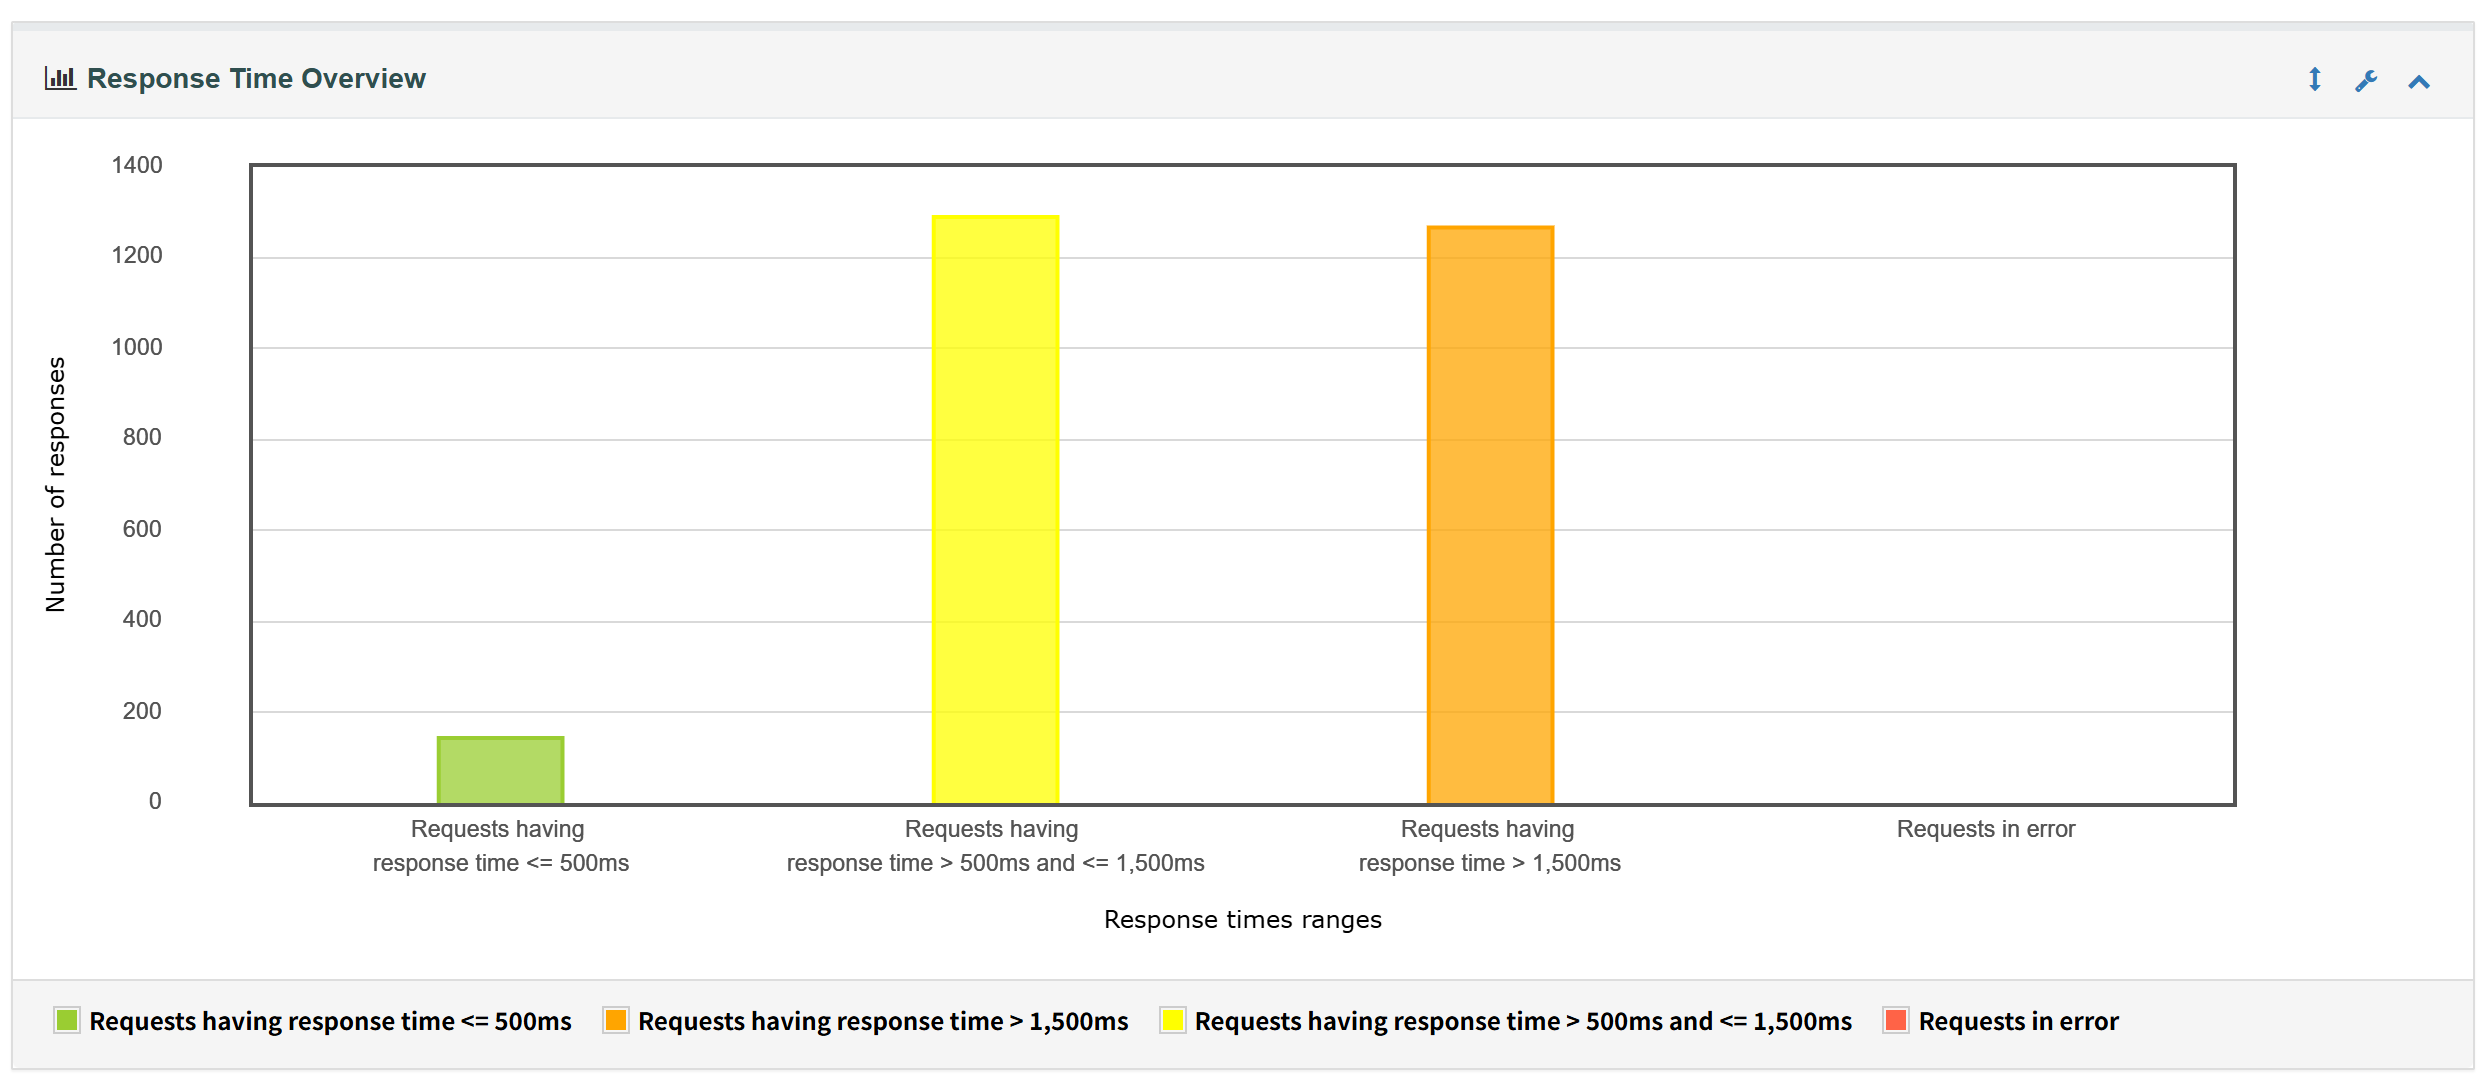 Response Time Overview
1400
1200
1000
800
600
400
200
0
Number of responses
Requests having
response time <= 500ms
Requests having
response time > 500ms and <= 1,500ms
Requests having
response time > 1,500ms
Requests in error
Response times ranges
Requests having response time <= 500ms
Requests having response time > 1,500ms
Requests having response time > 500ms and <= 1,500ms
Requests in error